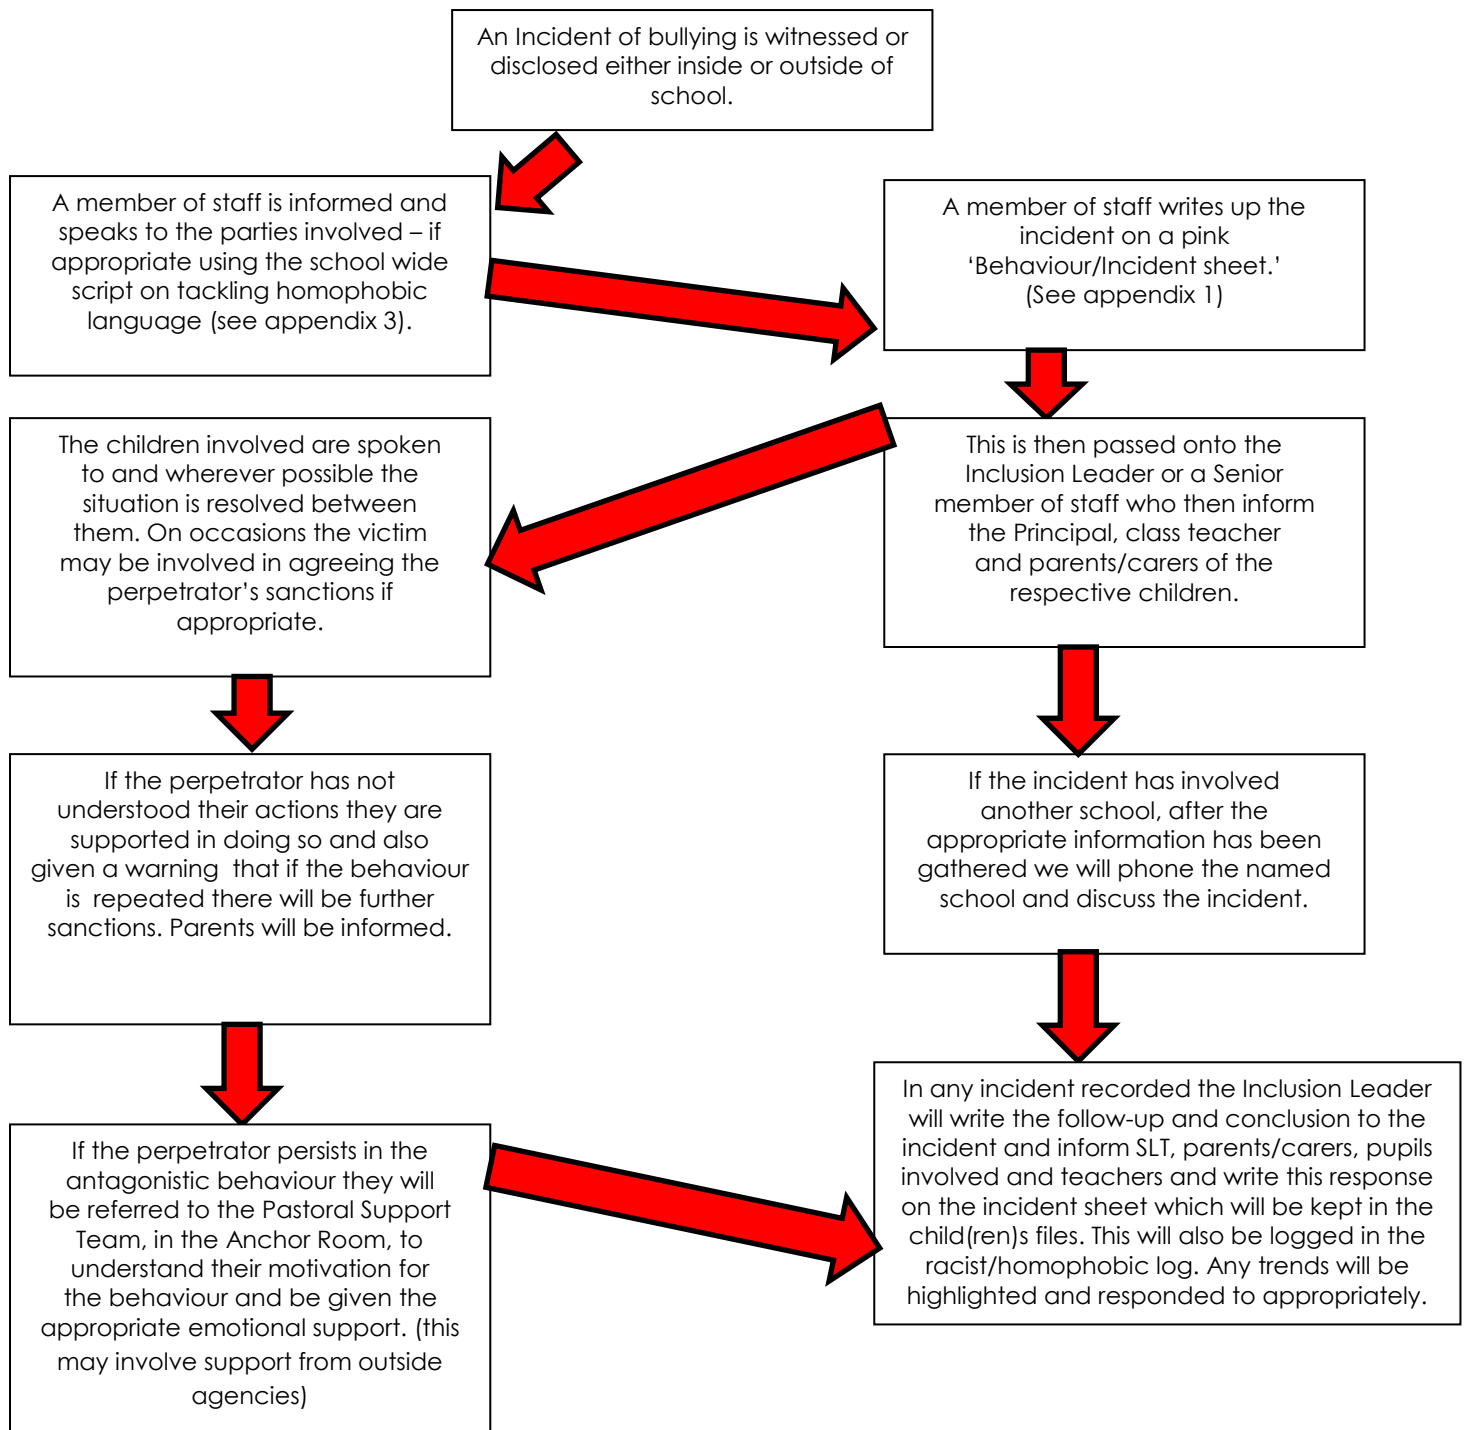 An Incident of bullying is witnessed or
disclosed either inside or outside of
school.
A member of staff is informed and
speaks to the parties involved – if
appropriate using the school wide
script on tackling homophobic
language (see appendix 3).
A member of staff writes up the
incident on a pink
‘Behaviour/Incident sheet.’
(See appendix 1)
This is then passed onto the
Inclusion Leader or a Senior
member of staff who then inform
the Principal, class teacher
and parents/carers of the
respective children.
The children involved are spoken
to and wherever possible the
situation is resolved between
them. On occasions the victim
may be involved in agreeing the
perpetrator’s sanctions if
appropriate.
If the perpetrator has not
understood their actions they are
supported in doing so and also
given a warning  that if the behaviour
is  repeated there will be further
sanctions. Parents will be informed.
If the incident has involved
another school, after the
appropriate information has been
gathered we will phone the named
school and discuss the incident.
If the perpetrator persists in the
antagonistic behaviour they will
be referred to the Pastoral Support
Team, in the Anchor Room, to
understand their motivation for
the behaviour and be given the
appropriate emotional support. (this
may involve support from outside
agencies)
In any incident recorded the Inclusion Leader
will write the follow-up and conclusion to the
incident and inform SLT, parents/carers, pupils
involved and teachers and write this response
on the incident sheet which will be kept in the
child(ren)s files. This will also be logged in the
racist/homophobic log. Any trends will be
highlighted and responded to appropriately.